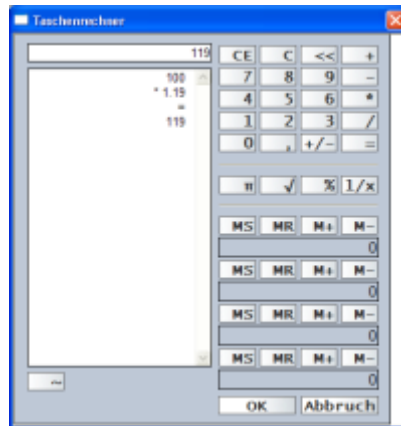 Taschenrechner
119
100
* 1.19
=
119
CE C << +
7 8 9 -
4 5 6 *
1 2 3 /
0 , +/- =
π √ % 1/x
MS MR M+ M-
0
MS MR M+ M-
0
MS MR M+ M-
0
MS MR M+ M-
0
~
OK Abbruch